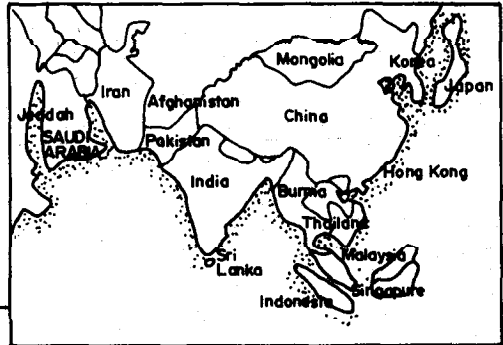 Mongolia
Korea
Japan
Iran
Afghanistan
China
Jeddah
SAUDI
ARABIA
Pakistan
Hong Kong
India
Burma
Thailand
Sri
Lanka
Malaysia
Singapure
Indonesia